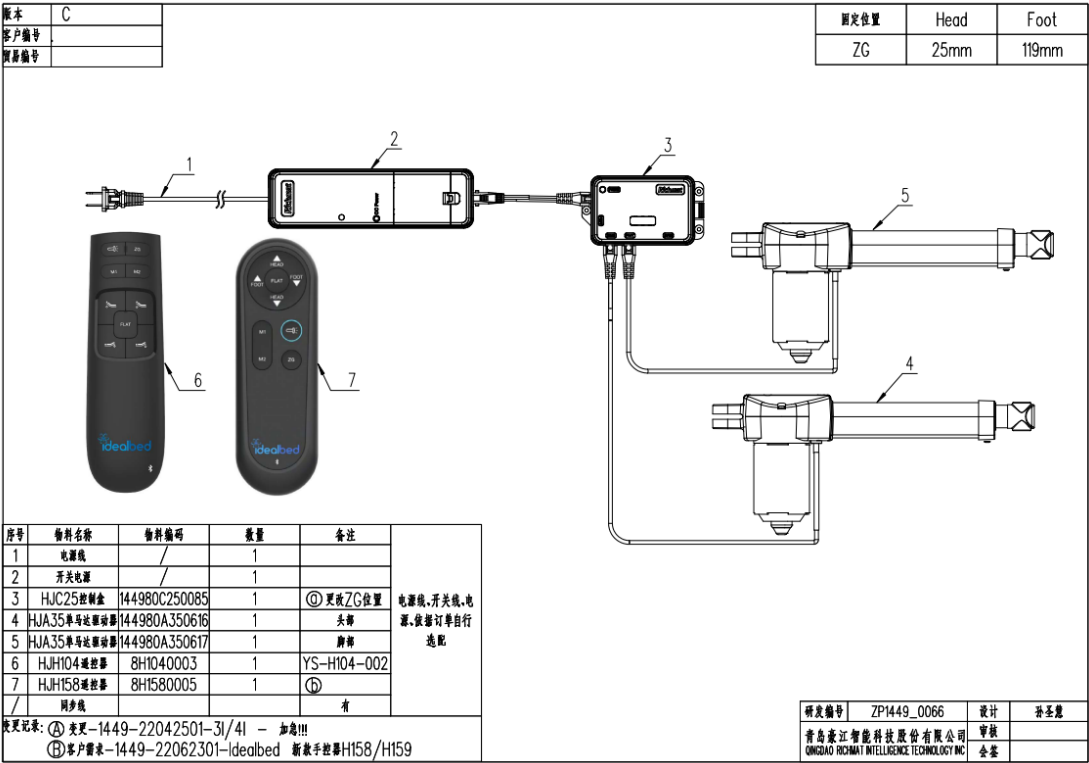 版本 C
客户编号
贸易编号
固定位置 Head Foot
ZG 25mm 119mm
1
2
3
5
4
6
7
Richmat
Richmat
ZG
M1 M2
FLAT
idealbed
HEAD
FOOT FLAT FOOT
HEAD
M1
M2 ZG
idealbed
序号 物料名称 物料编码 数量 备注
1 电源线 / 1
2 开关电源 / 1
3 HJC25控制盒 144980C250085 1 ⓐ更改ZG位置
4 HJA35单马达驱动器 144980A350616 1 头部
5 HJA35单马达驱动器 144980A350617 1 脚部
6 HJH104遥控器 8H1040003 1 YS-H104-002
7 HJH158遥控器 8H1580005 1 ⓑ
/ 同步线 有
电源线、开关线、电
源、依据订单自行
选配
变更记录: Ⓐ 变更-1449-22042501-3I/4I - 加急!!!
Ⓑ客户需求-1449-22062301-Idealbed 新款手控器H158/H159
研发编号 ZP1449_0066 设计 孙圣慧
青岛豪江智能科技股份有限公司 审核
QINGDAO RICHMAT INTELLIGENCE TECHNOLOGY INC 会签